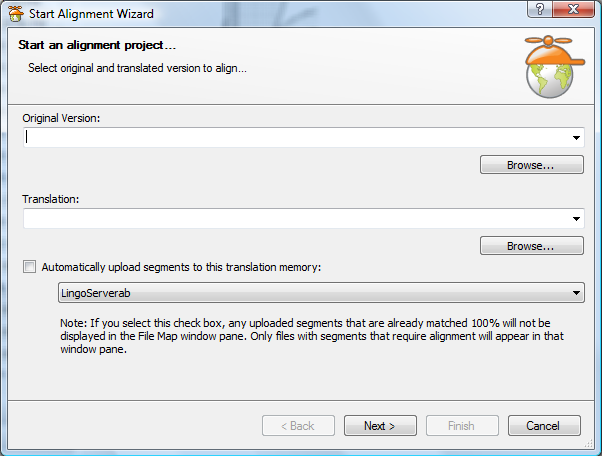 Start Alignment Wizard
Start an alignment project...
Select original and translated version to align...
Original Version:
Browse...
Translation:
Browse...
Automatically upload segments to this translation memory:
LingoServerab
Note: If you select this check box, any uploaded segments that are already matched 100% will not be
displayed in the File Map window pane. Only files with segments that require alignment will appear in that
window pane.
< Back Next > Finish Cancel